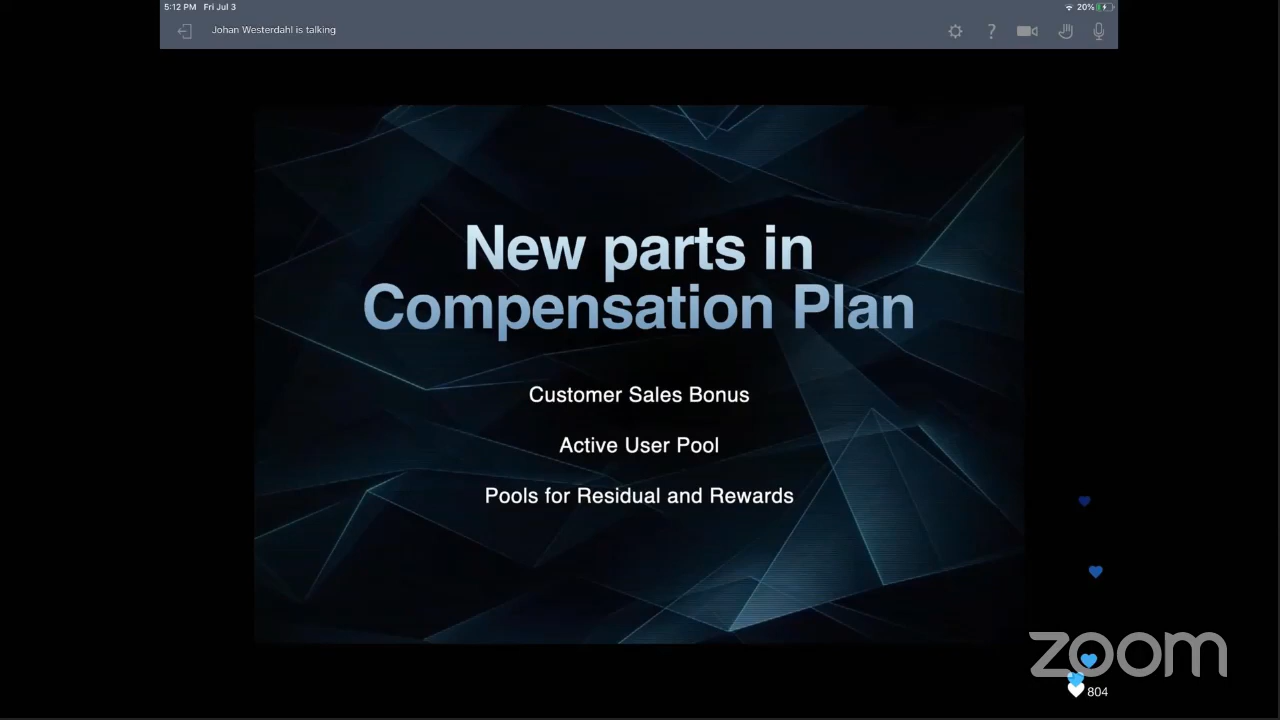 5:12 PM Fri Jul 3
20%
Johan Westerdahl is talking
New parts in
Compensation Plan
Customer Sales Bonus
Active User Pool
Pools for Residual and Rewards
zoom
804